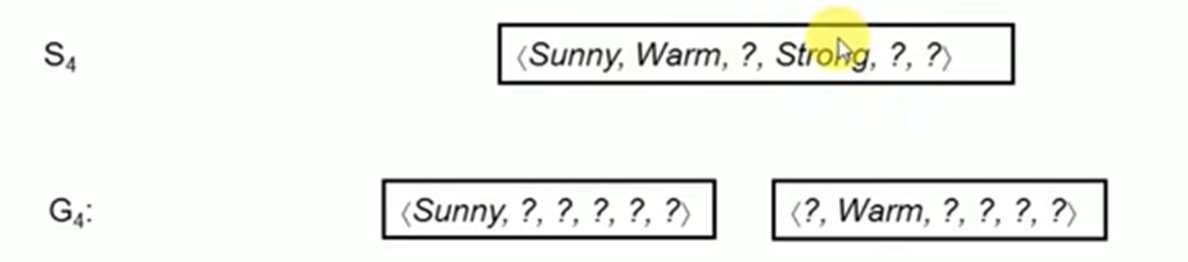 S₄ ⟨Sunny, Warm, ?, Strong, ?, ?⟩
G₄: ⟨Sunny, ?, ?, ?, ?, ?⟩ ⟨?, Warm, ?, ?, ?, ?⟩